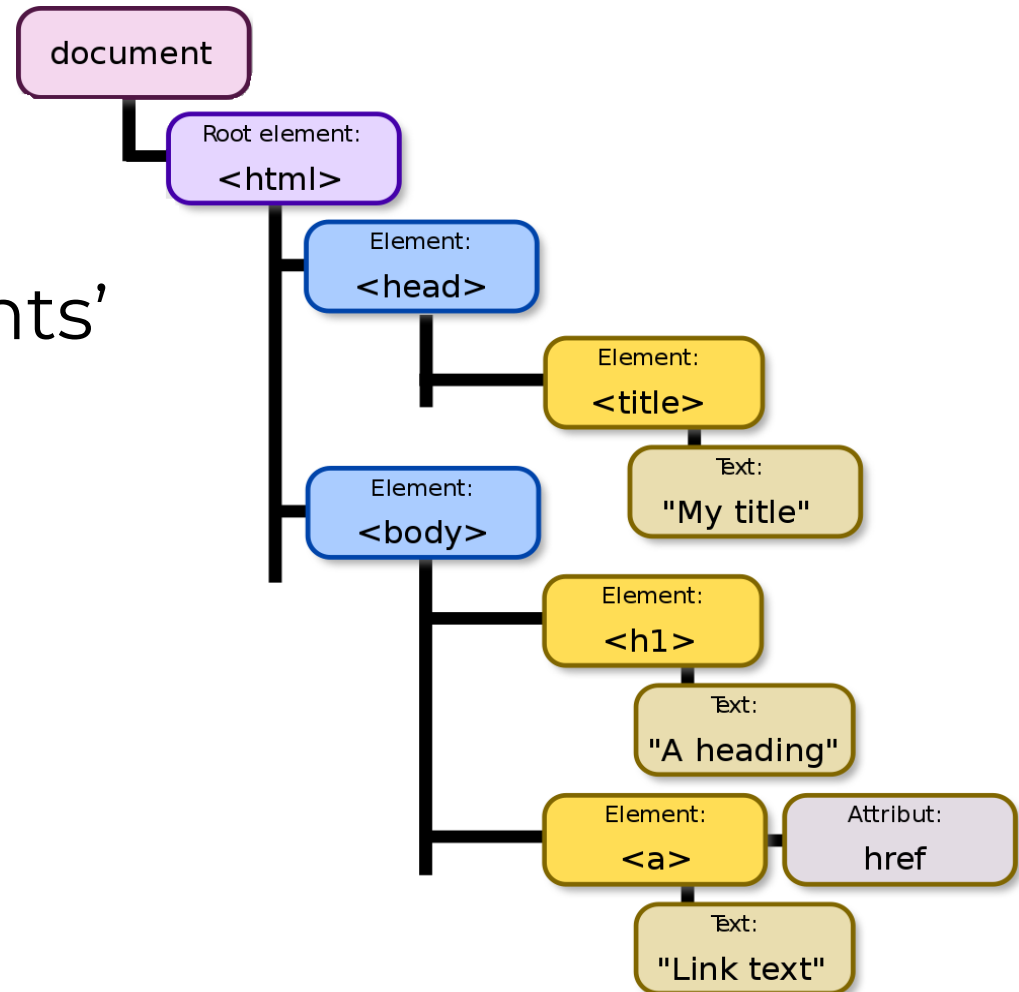 document
Root element:
<html>
Element:
<head>
nts’
Element:
<title>
Text:
"My title"
Element:
<body>
Element:
<h1>
Text:
"A heading"
Element:
<a>
Attribut:
href
Text:
"Link text"